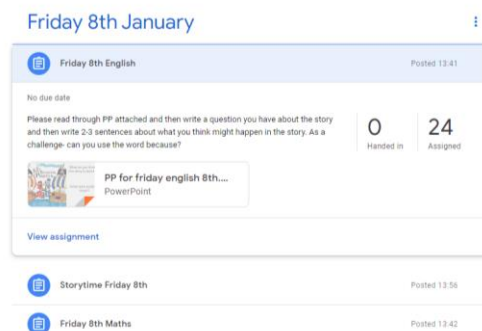 Friday 8th January
Friday 8th English
Posted 13:41
No due date
Please read through PP attached and then write a question you have about the story
and then write 2-3 sentences about what you think might happen in the story. As a
challenge- can you use the word because?
0
Handed in
24
Assigned
PP for friday english 8th....
PowerPoint
View assignment
Storytime Friday 8th
Posted 13:56
Friday 8th Maths
Posted 13:42